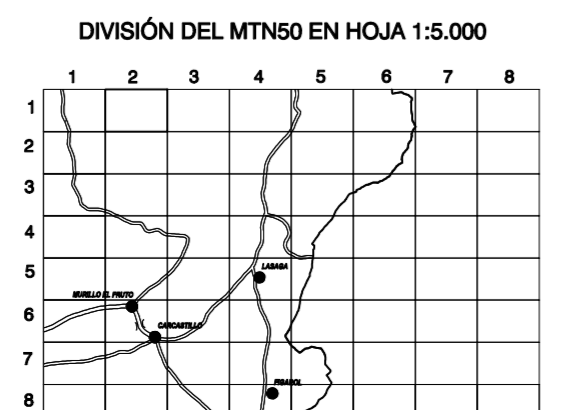 DIVISIÓN DEL MTN50 EN HOJA 1:5.000
1 2 3 4 5 6 7 8
1
2
3
4
5
LASAGA
MURILLO EL FRUTO
6
CARCASTILLO
7
FIGAROL
8